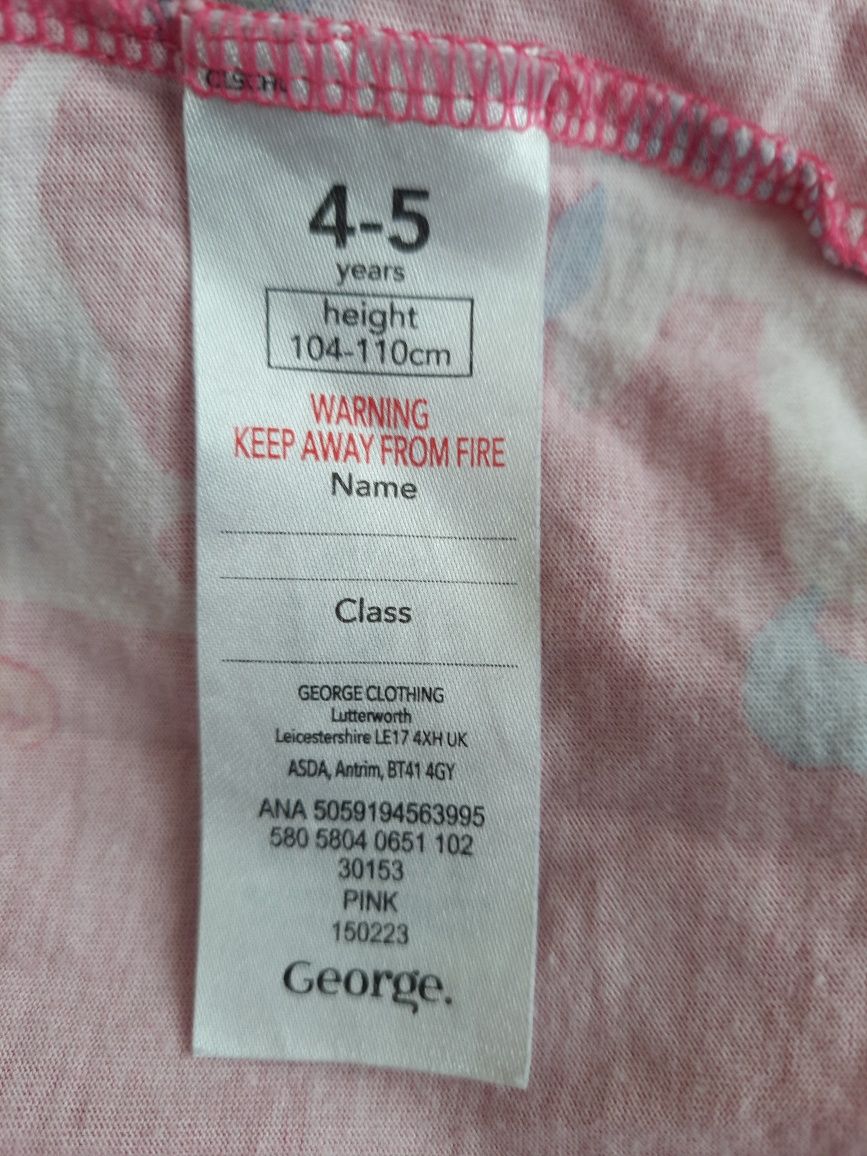 4-5
years
height
104-110cm
WARNING
KEEP AWAY FROM FIRE
Name
Class
GEORGE CLOTHING
Lutterworth
Leicestershire LE17 4XH UK
ASDA, Antrim, BT41 4GY
ANA 5059194563995
580 5804 0651 102
30153
PINK
150223
George.